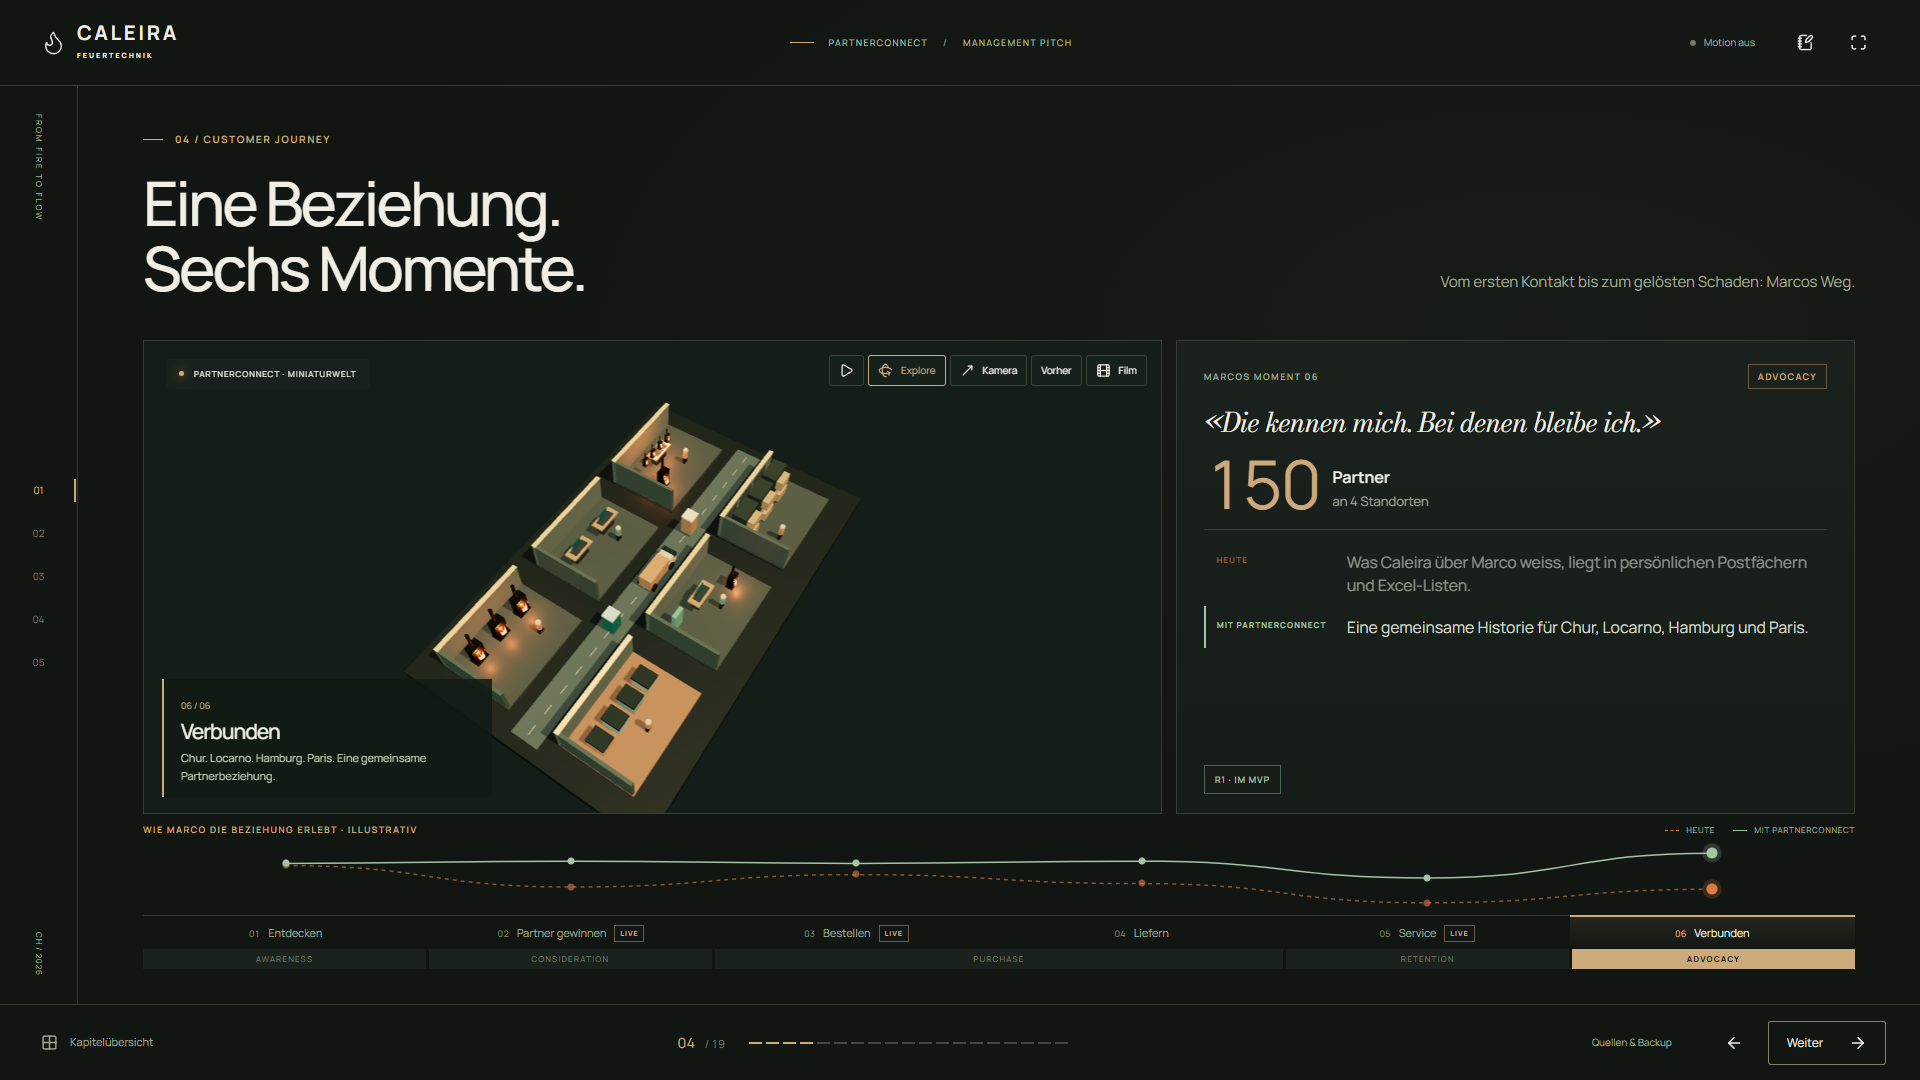 CALEIRA
FEUERTECHNIK
PARTNERCONNECT / MANAGEMENT PITCH
Motion aus
FROM FIRE TO FLOW
01
02
03
04
05
CH / 2026
04 / CUSTOMER JOURNEY
Eine Beziehung.
Sechs Momente.
Vom ersten Kontakt bis zum gelösten Schaden: Marcos Weg.
PARTNERCONNECT · MINIATURWELT
Explore
Kamera
Vorher
Film
06 / 06
Verbunden
Chur. Locarno. Hamburg. Paris. Eine gemeinsame
Partnerbeziehung.
MARCOS MOMENT 06
ADVOCACY
«Die kennen mich. Bei denen bleibe ich.»
150
Partner
an 4 Standorten
HEUTE
Was Caleira über Marco weiss, liegt in persönlichen Postfächern
und Excel-Listen.
MIT PARTNERCONNECT
Eine gemeinsame Historie für Chur, Locarno, Hamburg und Paris.
R1 · IM MVP
WIE MARCO DIE BEZIEHUNG ERLEBT · ILLUSTRATIV
HEUTE
MIT PARTNERCONNECT
01 Entdecken
02 Partner gewinnen LIVE
03 Bestellen LIVE
04 Liefern
05 Service LIVE
06 Verbunden
AWARENESS
CONSIDERATION
PURCHASE
RETENTION
ADVOCACY
Kapitelübersicht
04 / 19
Quellen & Backup
Weiter